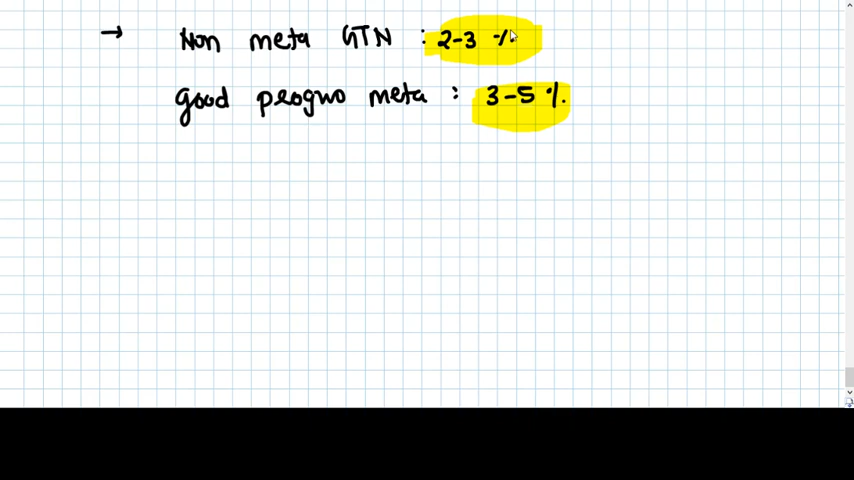 → Non meta GTN : 2-3 %
good progno meta : 3-5 %.